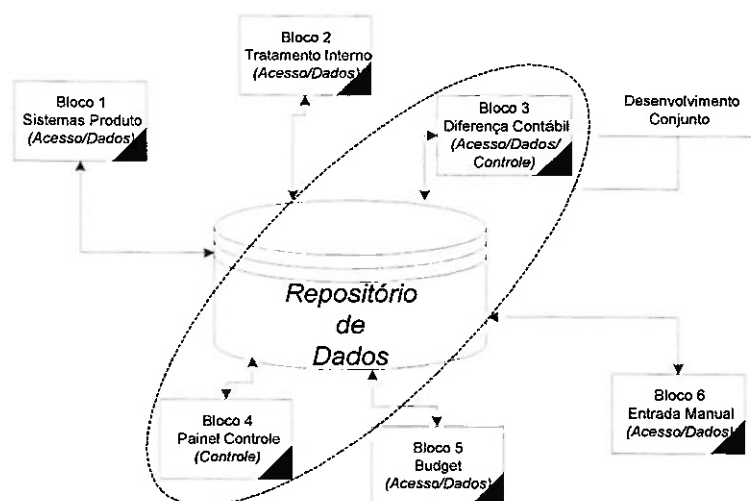 Bloco 2
Tratamento Interno
(Acesso/Dados)
Bloco 1
Sistemas Produto
(Acesso/Dados)
Bloco 3
Diferença Contábil
(Acesso/Dados/
Controle)
Desenvolvimento
Conjunto
Repositório
de
Dados
Bloco 4
Painel Controle
(Controle)
Bloco 5
Budget
(Acesso/Dados)
Bloco 6
Entrada Manual
(Acesso/Dados)